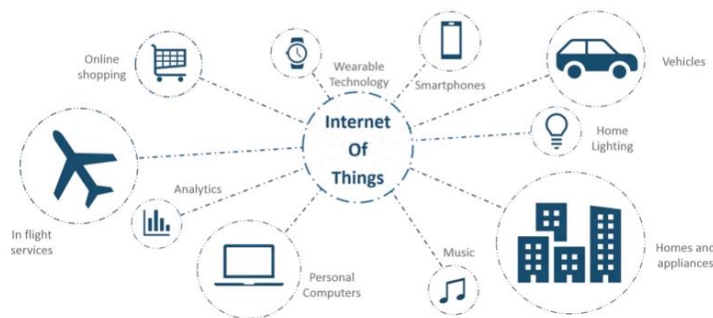 Online
shopping
Wearable
Technology
Smartphones
Vehicles
Internet
Of
Things
Home
Lighting
Analytics
In flight
services
Personal
Computers
Music
Homes and
appliances